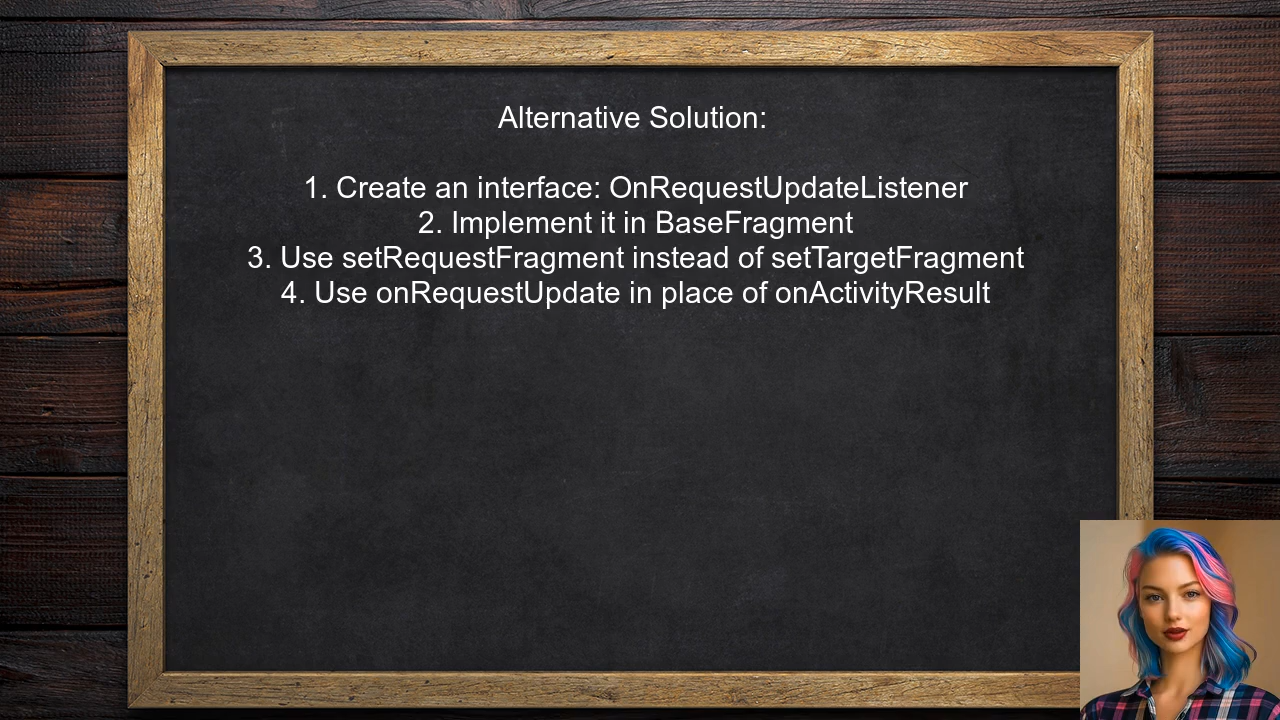 Alternative Solution:
1. Create an interface: OnRequestUpdateListener
2. Implement it in BaseFragment
3. Use setRequestFragment instead of setTargetFragment
4. Use onRequestUpdate in place of onActivityResult